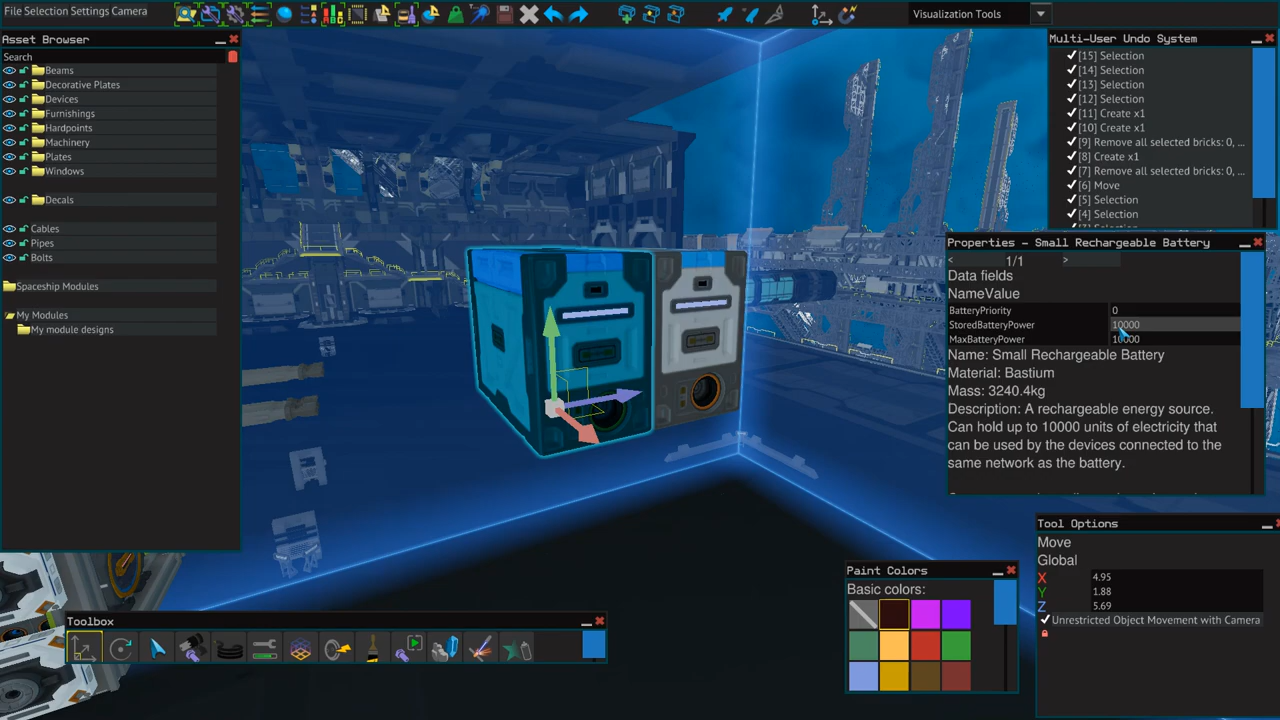 File Selection Settings Camera
Visualization Tools
Asset Browser
Search
Beams
Decorative Plates
Devices
Furnishings
Hardpoints
Machinery
Plates
Windows
Decals
Cables
Pipes
Bolts
Spaceship Modules
My Modules
My module designs
Multi-User Undo System
[15] Selection
[14] Selection
[13] Selection
[12] Selection
[11] Create x1
[10] Create x1
[9] Remove all selected bricks: 0, ...
[8] Create x1
[7] Remove all selected bricks: 0, ...
[6] Move
[5] Selection
[4] Selection
Properties - Small Rechargeable Battery
< 1/1 >
Data fields
NameValue
BatteryPriority 0
StoredBatteryPower 10000
MaxBatteryPower 10000
Name: Small Rechargeable Battery
Material: Bastium
Mass: 3240.4kg
Description: A rechargeable energy source.
Can hold up to 10000 units of electricity that
can be used by the devices connected to the
same network as the battery.
Tool Options
Move
Global
X 4.95
Y 1.88
Z 5.69
Unrestricted Object Movement with Camera
Paint Colors
Basic colors:
Toolbox